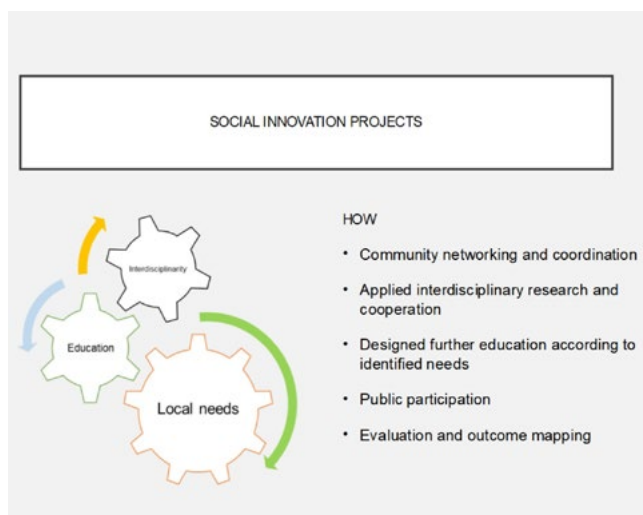 SOCIAL INNOVATION PROJECTS
Interdisciplinarity
Education
Local needs
HOW
• Community networking and coordination
• Applied interdisciplinary research and
cooperation
• Designed further education according to
identified needs
• Public participation
• Evaluation and outcome mapping